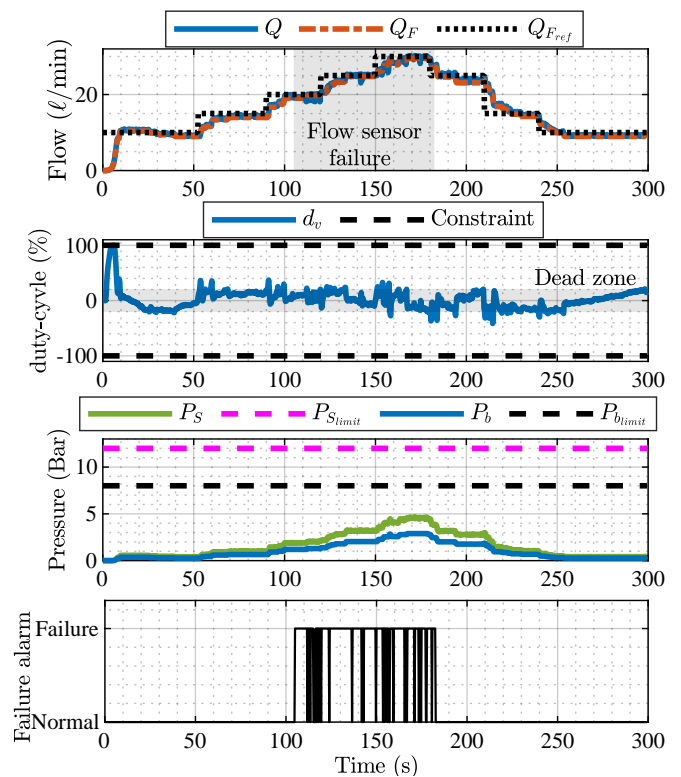 Q Q_F Q_{F_{ref}}
Flow (ℓ/min)
20
0
Flow sensor
failure
0 50 100 150 200 250 300
d_v Constraint
duty-cyvle (%)
100
0
-100
Dead zone
0 50 100 150 200 250 300
P_S P_{S_{limit}} P_b P_{b_{limit}}
Pressure (Bar)
10
5
0
0 50 100 150 200 250 300
Failure alarm
Failure
Normal
0 50 100 150 200 250 300
Time (s)